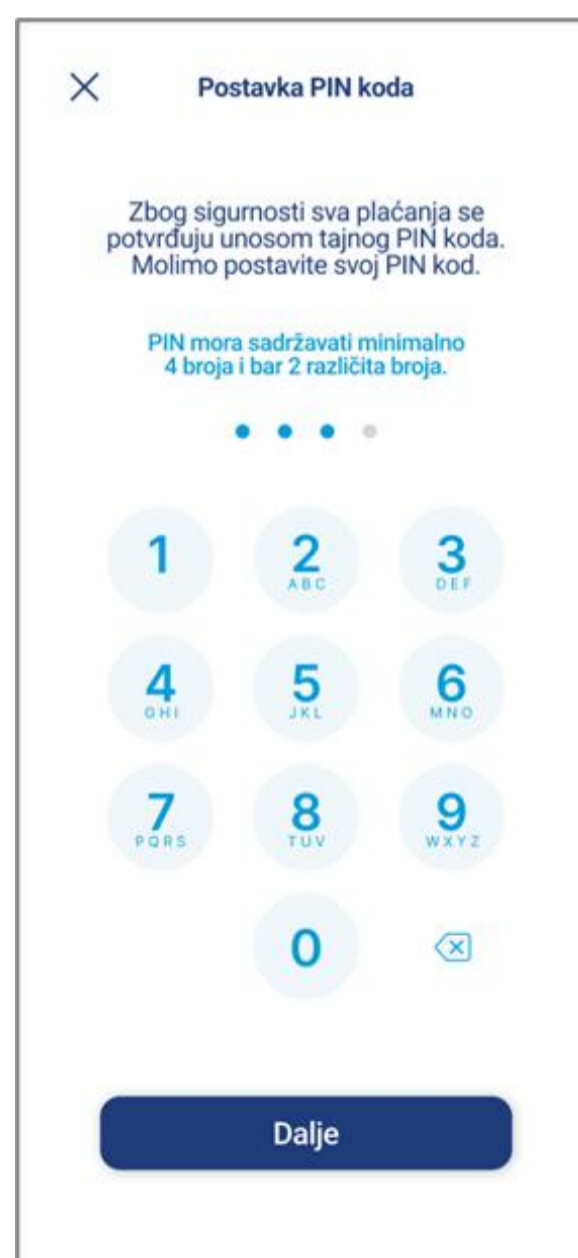 Postavka PIN koda
Zbog sigurnosti sva plaćanja se
potvrđuju unosom tajnog PIN koda.
Molimo postavite svoj PIN kod.
PIN mora sadržavati minimalno
4 broja i bar 2 različita broja.
1 2 3
ABC DEF
4 5 6
GHI JKL MNO
7 8 9
PQRS TUV WXYZ
0
Dalje